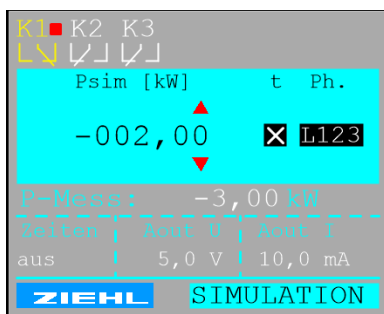 K1 K2 K3
Psim [kW] t Ph.
-002,00 L123
P-Mess: -3,00 kW
Zeiten Aout U Aout I
aus 5,0 V 10,0 mA
ZIEHL SIMULATION